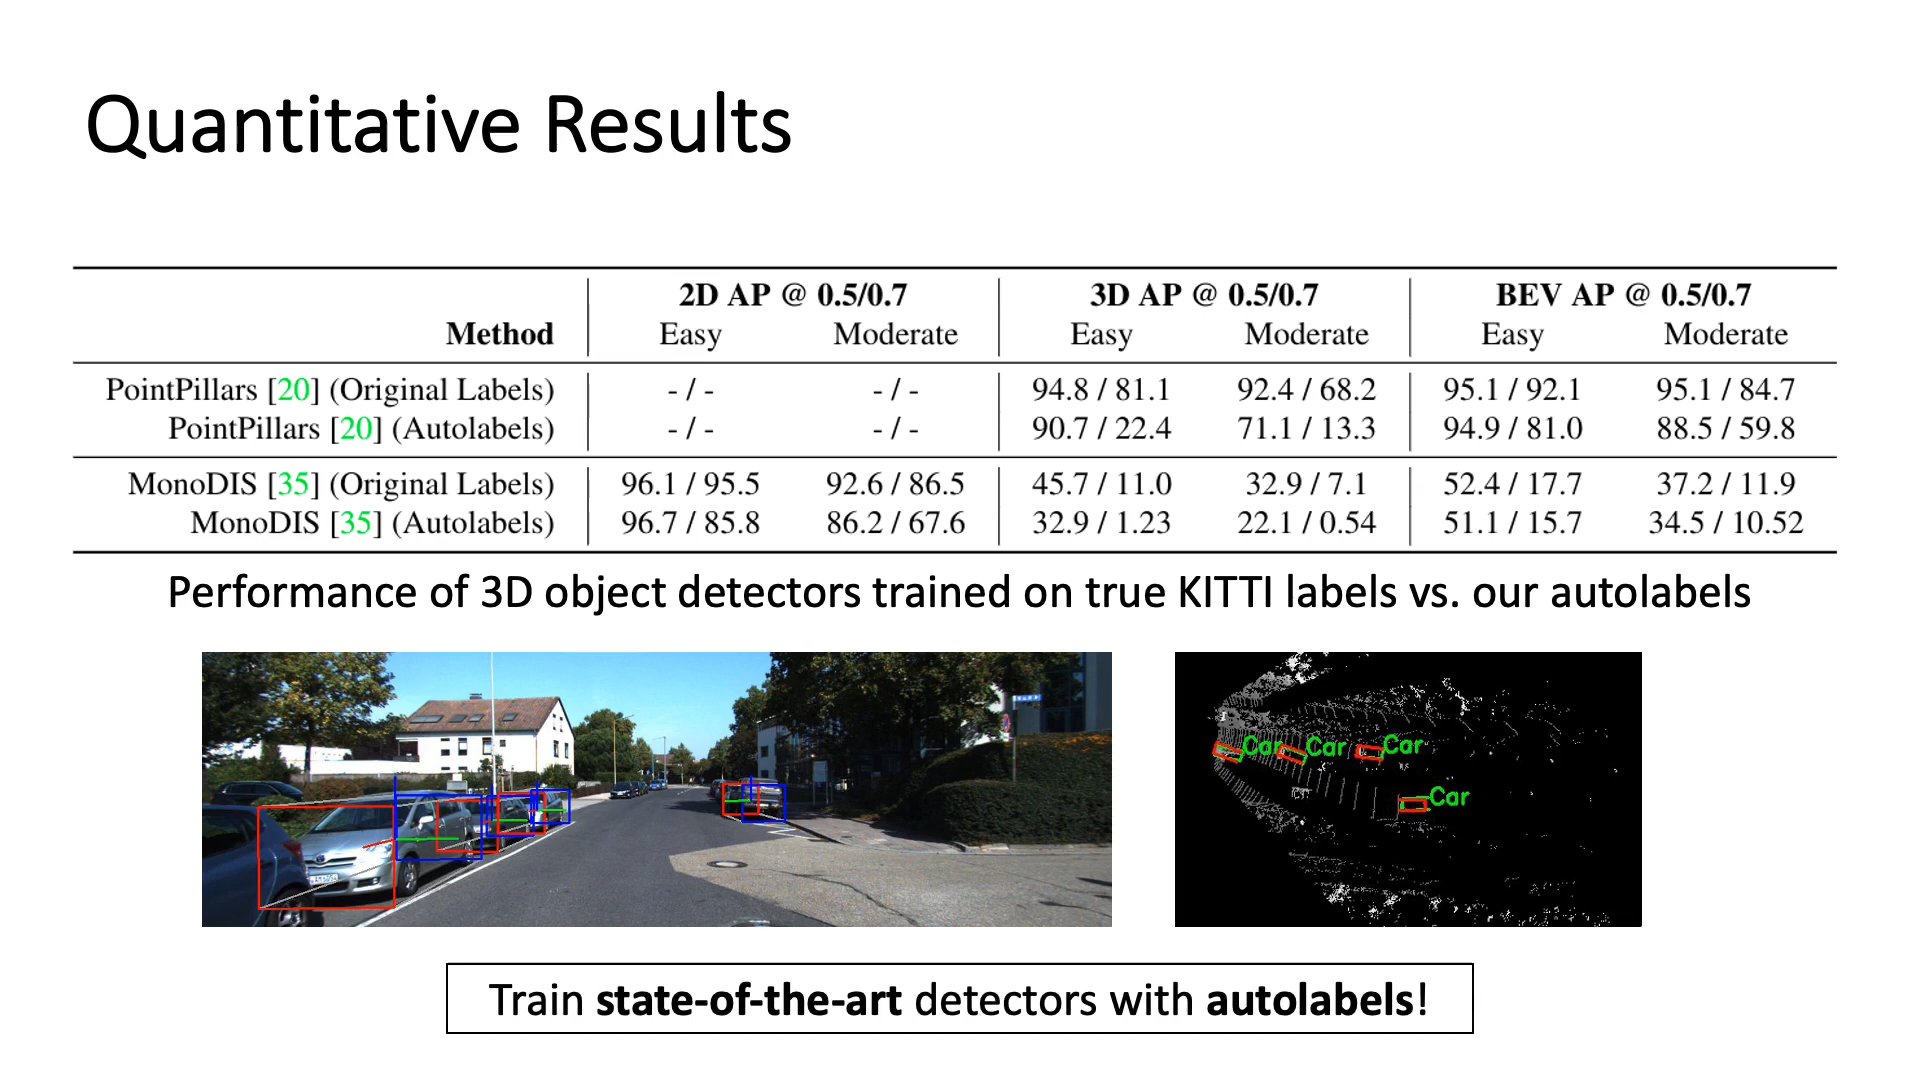 Quantitative Results
2D AP @ 0.5/0.7 3D AP @ 0.5/0.7 BEV AP @ 0.5/0.7
Method Easy Moderate Easy Moderate Easy Moderate
PointPillars [20] (Original Labels) - / - - / - 94.8 / 81.1 92.4 / 68.2 95.1 / 92.1 95.1 / 84.7
PointPillars [20] (Autolabels) - / - - / - 90.7 / 22.4 71.1 / 13.3 94.9 / 81.0 88.5 / 59.8
MonoDIS [35] (Original Labels) 96.1 / 95.5 92.6 / 86.5 45.7 / 11.0 32.9 / 7.1 52.4 / 17.7 37.2 / 11.9
MonoDIS [35] (Autolabels) 96.7 / 85.8 86.2 / 67.6 32.9 / 1.23 22.1 / 0.54 51.1 / 15.7 34.5 / 10.52
Performance of 3D object detectors trained on true KITTI labels vs. our autolabels
Car Car Car
Car
Train state-of-the-art detectors with autolabels!